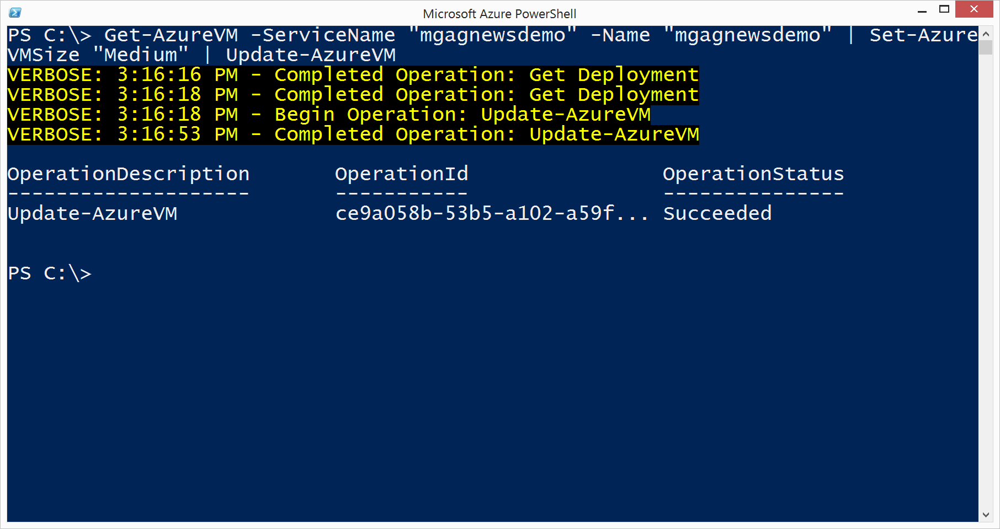 Microsoft Azure PowerShell
PS C:\> Get-AzureVM -ServiceName "mgagnewsdemo" -Name "mgagnewsdemo" | Set-Azure
VMSize "Medium" | Update-AzureVM
VERBOSE: 3:16:16 PM - Completed Operation: Get Deployment
VERBOSE: 3:16:18 PM - Completed Operation: Get Deployment
VERBOSE: 3:16:18 PM - Begin Operation: Update-AzureVM
VERBOSE: 3:16:53 PM - Completed Operation: Update-AzureVM
OperationDescription OperationId OperationStatus
-------------------- ----------- ---------------
Update-AzureVM ce9a058b-53b5-a102-a59f... Succeeded
PS C:\>